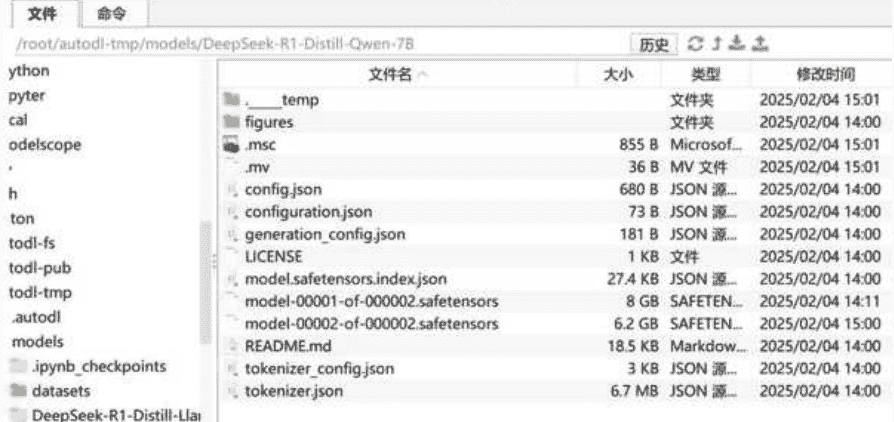 文件 命令
/root/autodl-tmp/models/DeepSeek-R1-Distill-Qwen-7B 历史
ython
pyter
cal
odelscope
h
ton
todl-fs
todl-pub
todl-tmp
.autodl
models
.ipynb_checkpoints
datasets
DeepSeek-R1-Distill-Llar
文件名 大小 类型 修改时间
.____temp 文件夹 2025/02/04 15:01
figures 文件夹 2025/02/04 14:00
.msc 855 B Microsof... 2025/02/04 15:01
.mv 36 B MV 文件 2025/02/04 15:01
config.json 680 B JSON 源... 2025/02/04 14:00
configuration.json 73 B JSON 源... 2025/02/04 14:00
generation_config.json 181 B JSON 源... 2025/02/04 14:00
LICENSE 1 KB 文件 2025/02/04 14:00
model.safetensors.index.json 27.4 KB JSON 源... 2025/02/04 14:00
model-00001-of-000002.safetensors 8 GB SAFETEN... 2025/02/04 14:11
model-00002-of-000002.safetensors 6.2 GB SAFETEN... 2025/02/04 15:00
README.md 18.5 KB Markdow... 2025/02/04 14:00
tokenizer_config.json 3 KB JSON 源... 2025/02/04 14:00
tokenizer.json 6.7 MB JSON 源... 2025/02/04 14:00